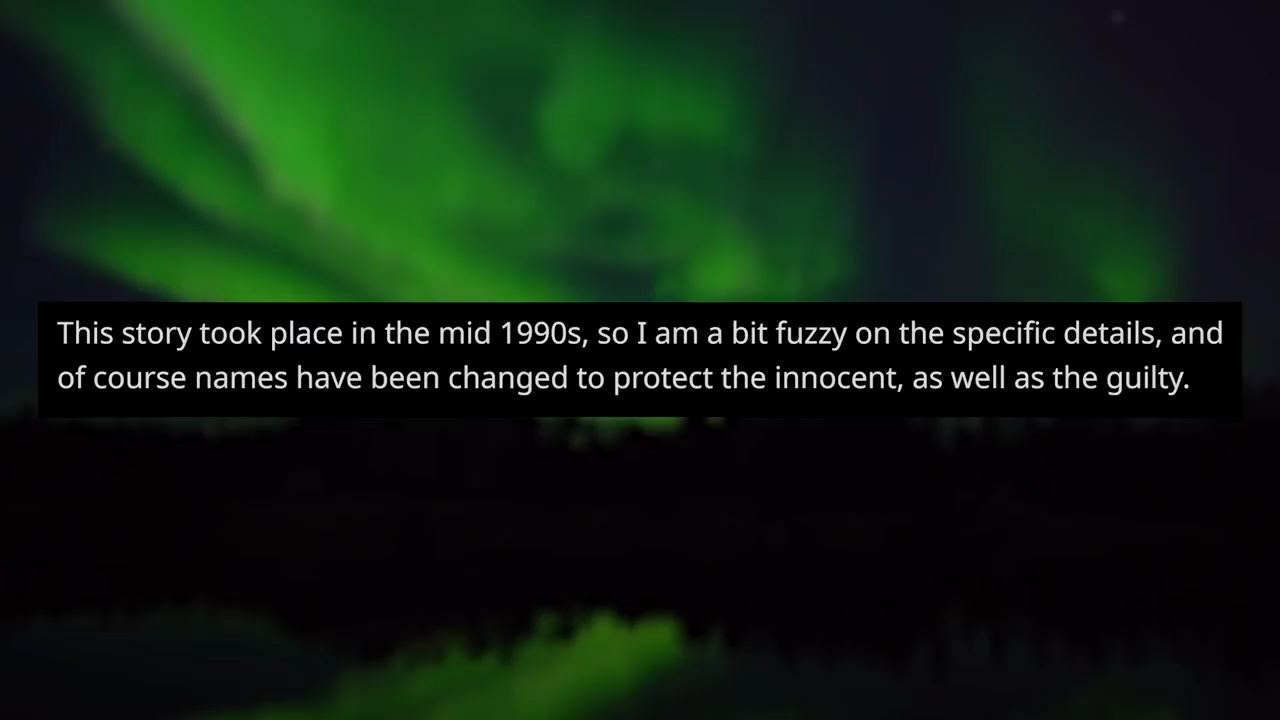 This story took place in the mid 1990s, so I am a bit fuzzy on the specific details, and
of course names have been changed to protect the innocent, as well as the guilty.